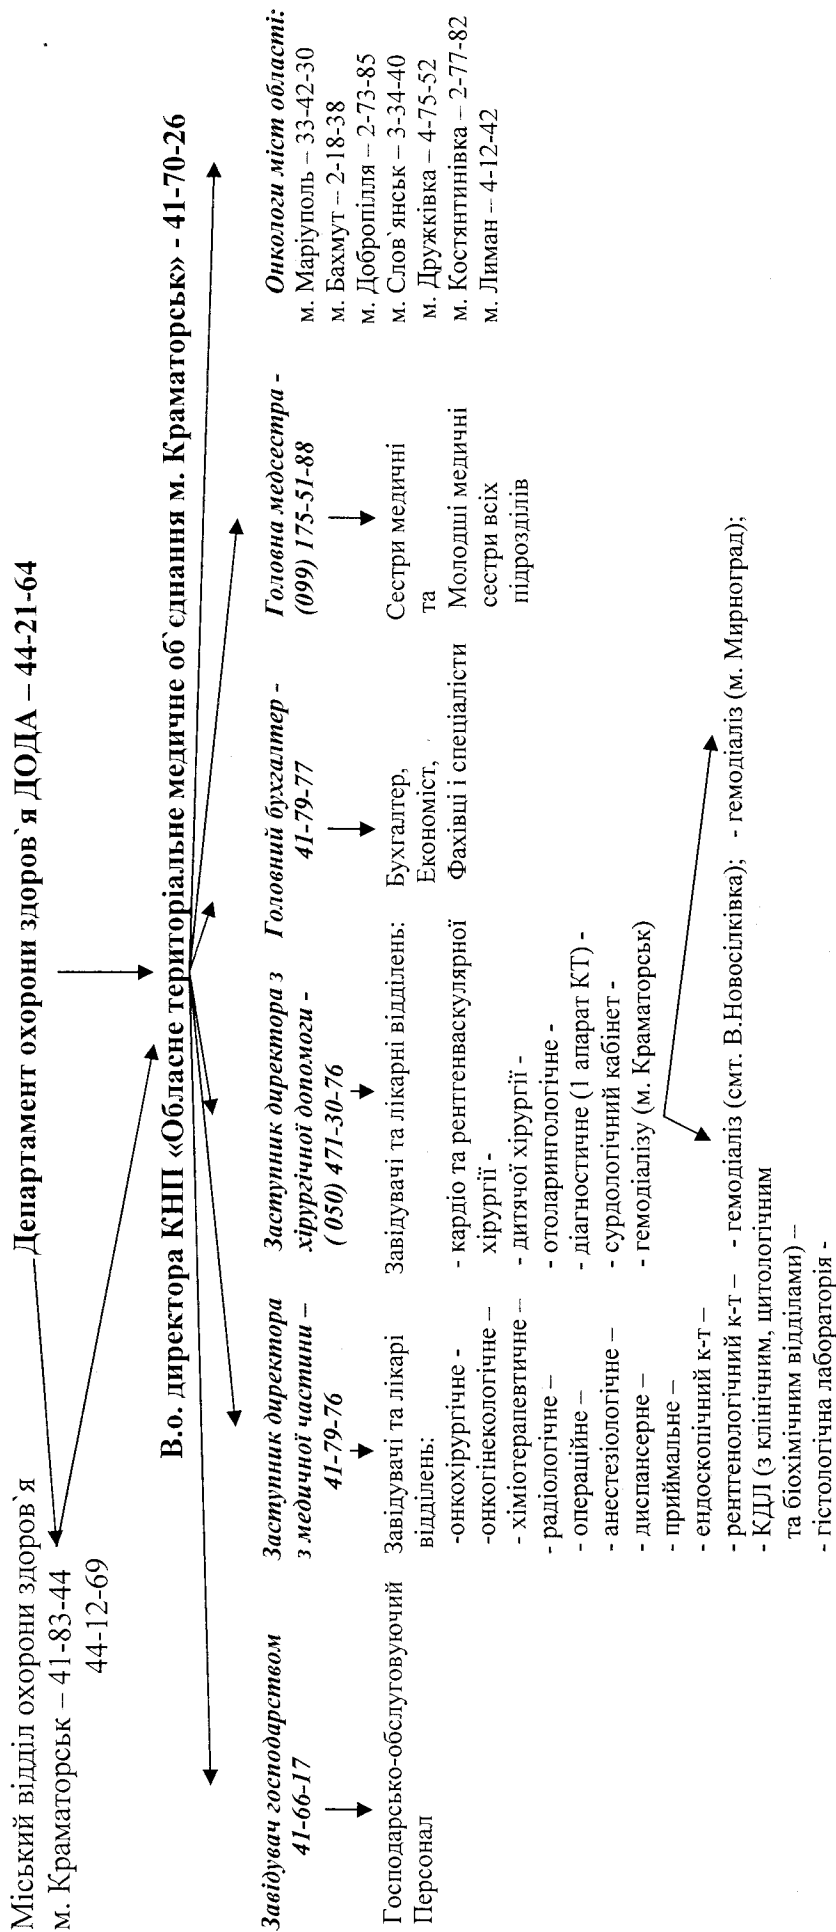 Міський відділ охорони здоров`я
м. Краматорськ – 41-83-44
44-12-69
Департамент охорони здоров`я ДОДА – 44-21-64
В.о. директора КНП «Обласне територіальне медичне об`єднання м. Краматорськ» - 41-70-26
Завідувач господарством
41-66-17
Господарсько-обслуговуючий
Персонал
Заступник директора
з медичної частини –
41-79-76
Завідувачі та лікарі
відділень:
-онкохірургічне -
-онкогінекологічне –
- хіміотерапевтичне –
- радіологічне –
- операційне –
- анестезіологічне –
- диспансерне –
- приймальне –
- ендоскопічний к-т –
- рентгенологічний к-т –
- КДЛ (з клінічним, цитологічним
та біохімічним відділами) –
- гістологічна лабораторія -
Заступник директора з
хірургічної допомоги -
( 050) 471-30-76
Завідувачі та лікарні відділень:
- кардіо та рентгенваскулярної
хірургії -
- дитячої хірургії -
- отоларингологічне -
- діагностичне (1 апарат КТ) -
- сурдологічний кабінет -
- гемодіалізу (м. Краматорськ)
- гемодіаліз (смт. В.Новосілківка);
- гемодіаліз (м. Мирноград);
Головний бухгалтер -
41-79-77
Бухгалтер,
Економіст,
Фахівці і спеціалісти
Головна медсестра -
(099) 175-51-88
Сестри медичні
та
Молодші медичні
сестри всіх
підрозділів
Онкологи міст області:
м. Маріуполь – 33-42-30
м. Бахмут – 2-18-38
м. Добропілля – 2-73-85
м. Слов`янськ – 3-34-40
м. Дружківка – 4-75-52
м. Костянтинівка – 2-77-82
м. Лиман – 4-12-42